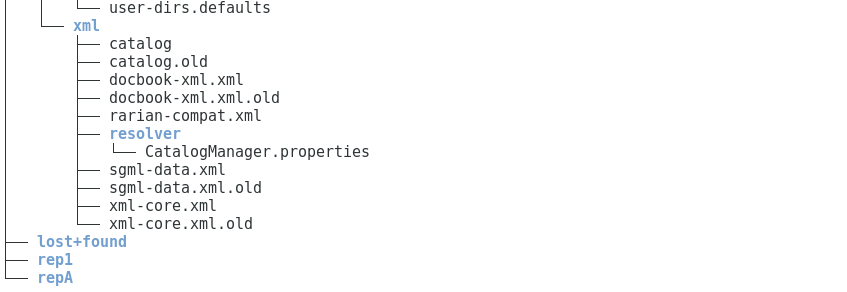 user-dirs.defaults
xml
catalog
catalog.old
docbook-xml.xml
docbook-xml.xml.old
rarian-compat.xml
resolver
CatalogManager.properties
sgml-data.xml
sgml-data.xml.old
xml-core.xml
xml-core.xml.old
lost+found
rep1
repA